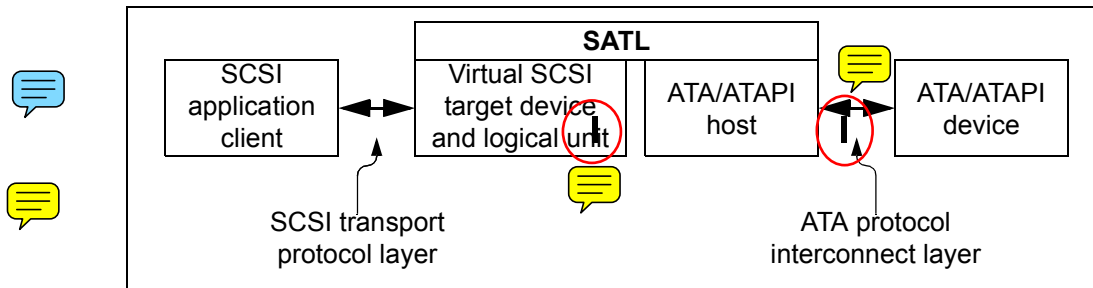 SATL
SCSI
application
client
Virtual SCSI
target device
and logical unit
ATA/ATAPI
host
ATA/ATAPI
device
SCSI transport
protocol layer
ATA protocol
interconnect layer